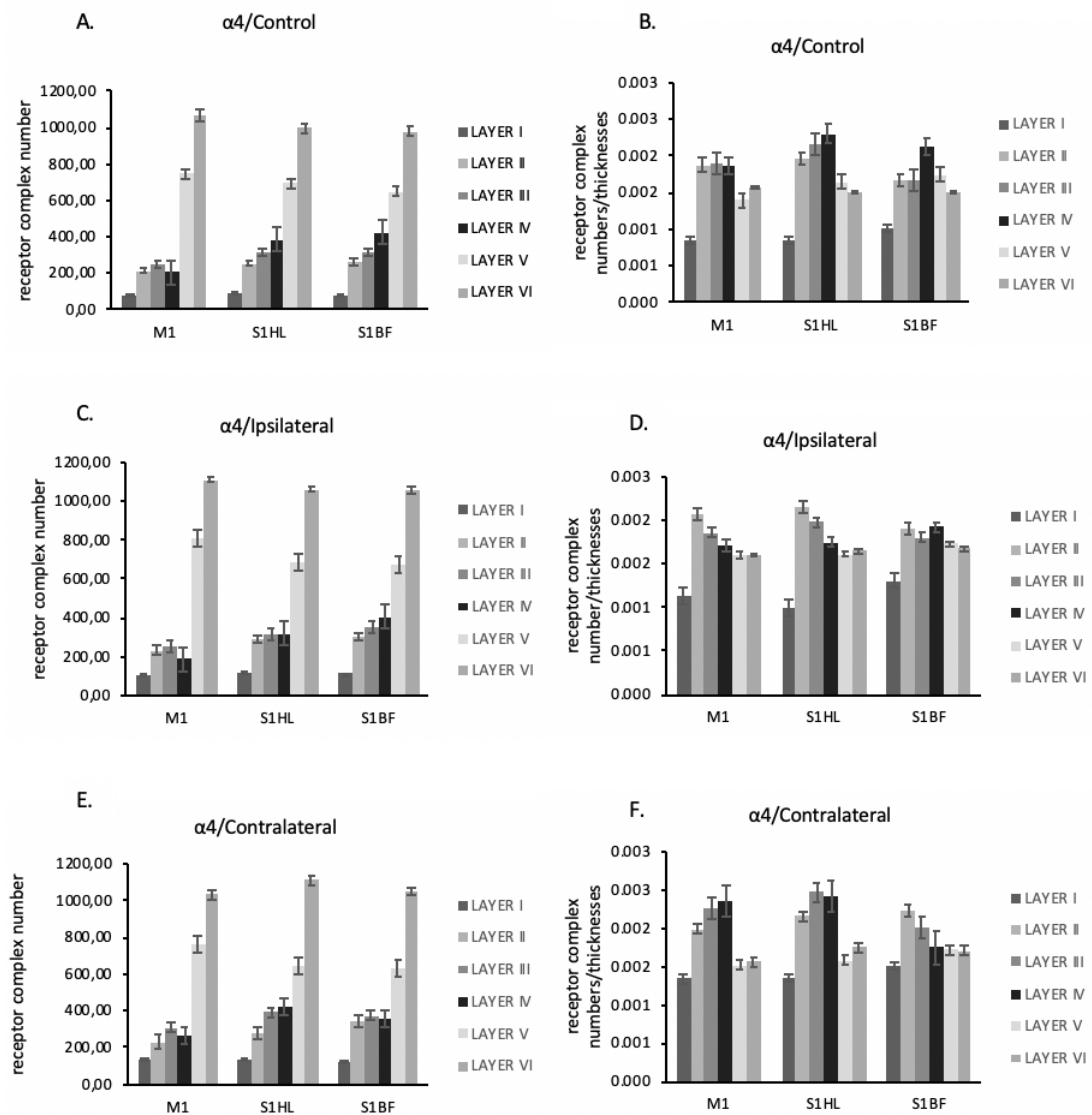 A.
α4/Control
receptor complex number
1200,00
1000,00
800,00
600,00
400,00
200,00
0,00
M1
S1HL
S1BF
LAYER I
LAYER II
LAYER III
LAYER IV
LAYER V
LAYER VI
B.
α4/Control
receptor complex
numbers/thicknesses
0.003
0.003
0.002
0.002
0.001
0.001
0.000
M1
S1HL
S1BF
LAYER I
LAYER II
LAYER III
LAYER IV
LAYER V
LAYER VI
C.
α4/Ipsilateral
receptor complex number
1200,00
1000,00
800,00
600,00
400,00
200,00
0,00
M1
S1HL
S1BF
LAYER I
LAYER II
LAYER III
LAYER IV
LAYER V
LAYER VI
D.
α4/Ipsilateral
receptor complex
number/thicknesses
0.003
0.002
0.002
0.001
0.001
0.000
M1
S1HL
S1BF
LAYER I
LAYER II
LAYER III
LAYER IV
LAYER V
LAYER VI
E.
α4/Contralateral
receptor complex number
1200,00
1000,00
800,00
600,00
400,00
200,00
0,00
M1
S1HL
S1BF
LAYER I
LAYER II
LAYER III
LAYER IV
LAYER V
LAYER VI
F.
α4/Contralateral
receptor complex
numbers/thicknesses
0.003
0.003
0.002
0.002
0.001
0.001
0.000
M1
S1HL
S1BF
LAYER I
LAYER II
LAYER III
LAYER IV
LAYER V
LAYER VI